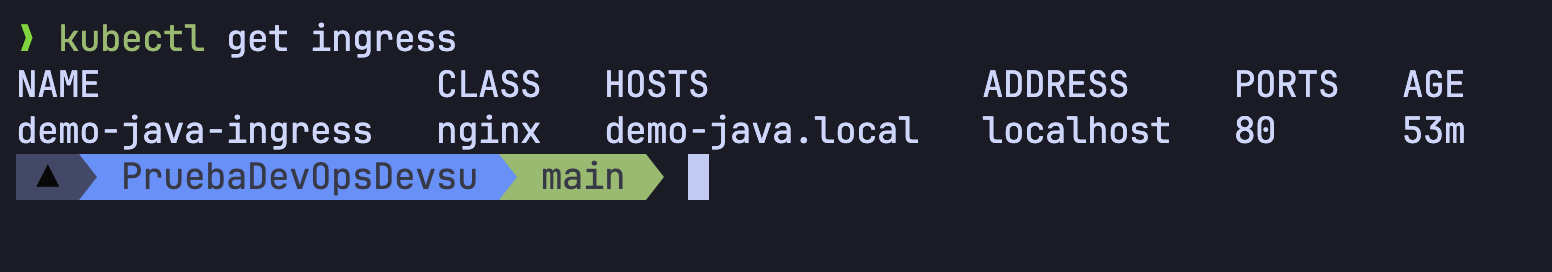 ❱ kubectl get ingress
NAME CLASS HOSTS ADDRESS PORTS AGE
demo-java-ingress nginx demo-java.local localhost 80 53m
▲ PruebaDevOpsDevsu main